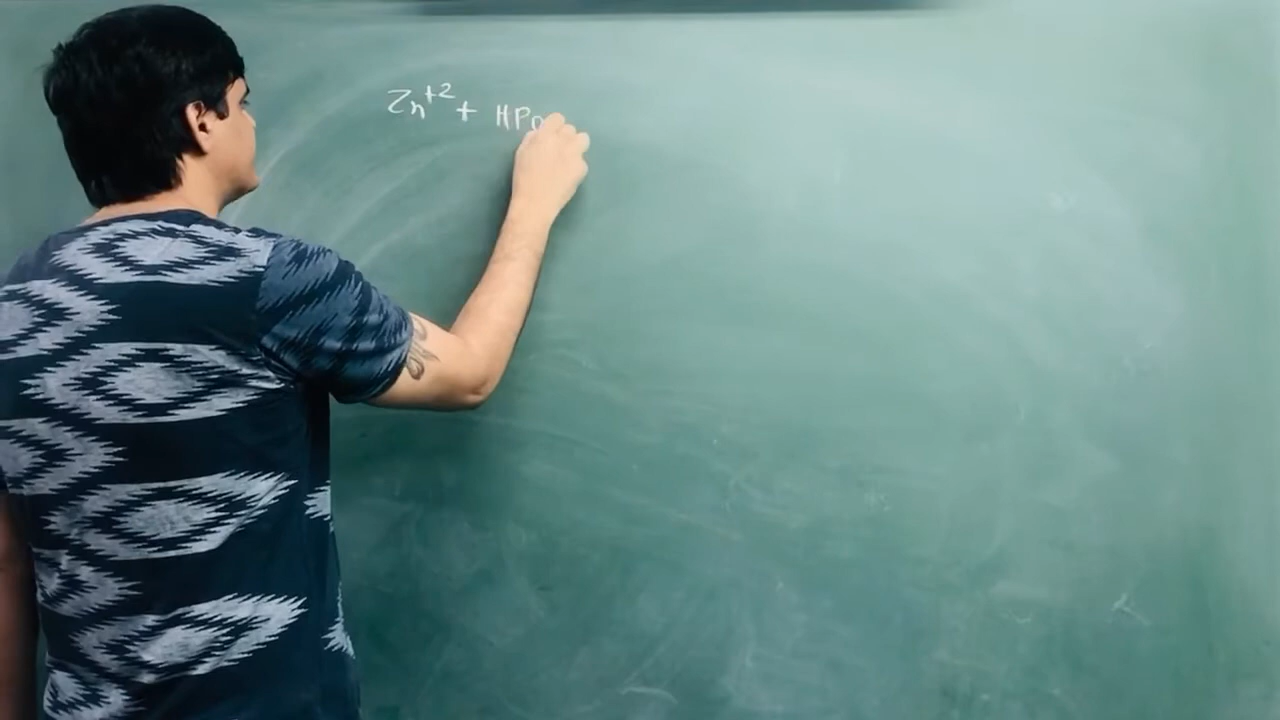 Zn⁺² + HPO